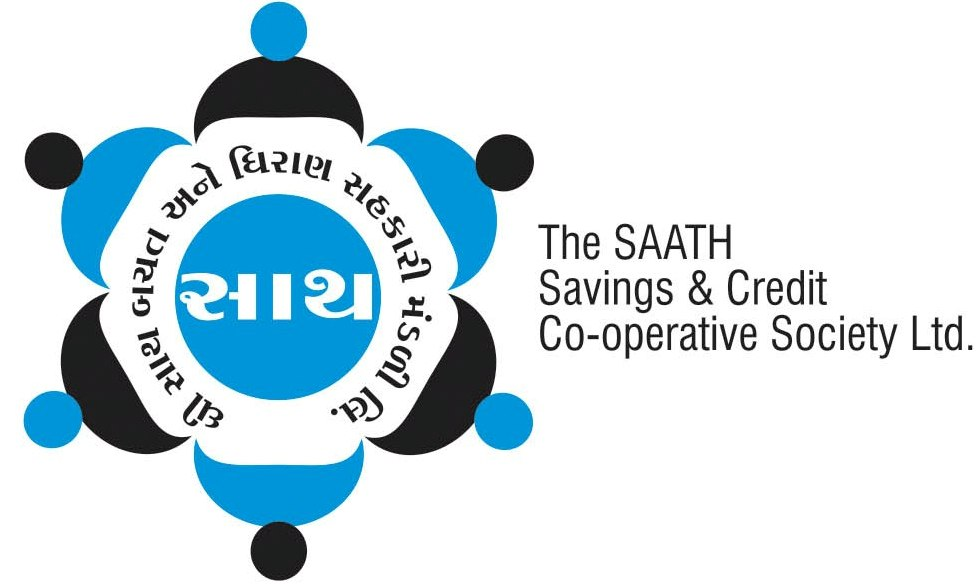 ધી સાથ બચત અને ધિરાણ સહકારી મંડળી લિ.
સાથ
The SAATH
Savings & Credit
Co-operative Society Ltd.